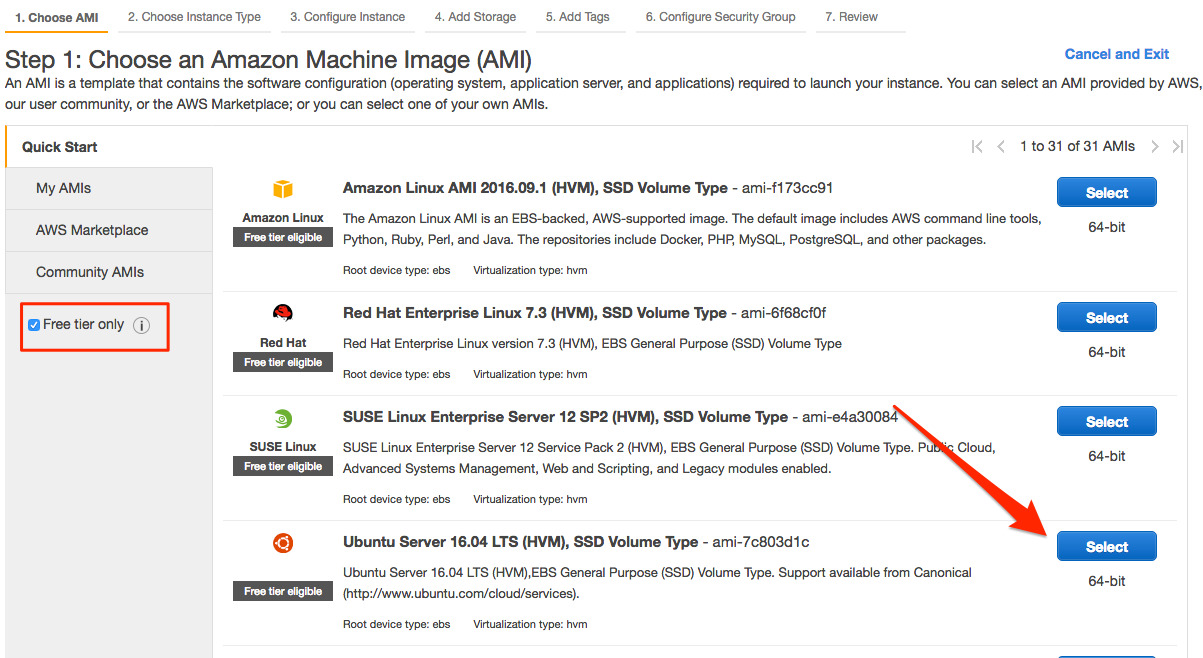 1. Choose AMI
2. Choose Instance Type
3. Configure Instance
4. Add Storage
5. Add Tags
6. Configure Security Group
7. Review
Step 1: Choose an Amazon Machine Image (AMI)
Cancel and Exit
An AMI is a template that contains the software configuration (operating system, application server, and applications) required to launch your instance. You can select an AMI provided by AWS,
our user community, or the AWS Marketplace; or you can select one of your own AMIs.
Quick Start
1 to 31 of 31 AMIs
My AMIs
AWS Marketplace
Community AMIs
Free tier only
Amazon Linux
Free tier eligible
Amazon Linux AMI 2016.09.1 (HVM), SSD Volume Type - ami-f173cc91
The Amazon Linux AMI is an EBS-backed, AWS-supported image. The default image includes AWS command line tools,
Python, Ruby, Perl, and Java. The repositories include Docker, PHP, MySQL, PostgreSQL, and other packages.
Root device type: ebs
Virtualization type: hvm
Select
64-bit
Red Hat
Free tier eligible
Red Hat Enterprise Linux 7.3 (HVM), SSD Volume Type - ami-6f68cf0f
Red Hat Enterprise Linux version 7.3 (HVM), EBS General Purpose (SSD) Volume Type
Root device type: ebs
Virtualization type: hvm
Select
64-bit
SUSE Linux
Free tier eligible
SUSE Linux Enterprise Server 12 SP2 (HVM), SSD Volume Type - ami-e4a30084
SUSE Linux Enterprise Server 12 Service Pack 2 (HVM), EBS General Purpose (SSD) Volume Type. Public Cloud,
Advanced Systems Management, Web and Scripting, and Legacy modules enabled.
Root device type: ebs
Virtualization type: hvm
Select
64-bit
Free tier eligible
Ubuntu Server 16.04 LTS (HVM), SSD Volume Type - ami-7c803d1c
Ubuntu Server 16.04 LTS (HVM),EBS General Purpose (SSD) Volume Type. Support available from Canonical
(http://www.ubuntu.com/cloud/services).
Root device type: ebs
Virtualization type: hvm
Select
64-bit